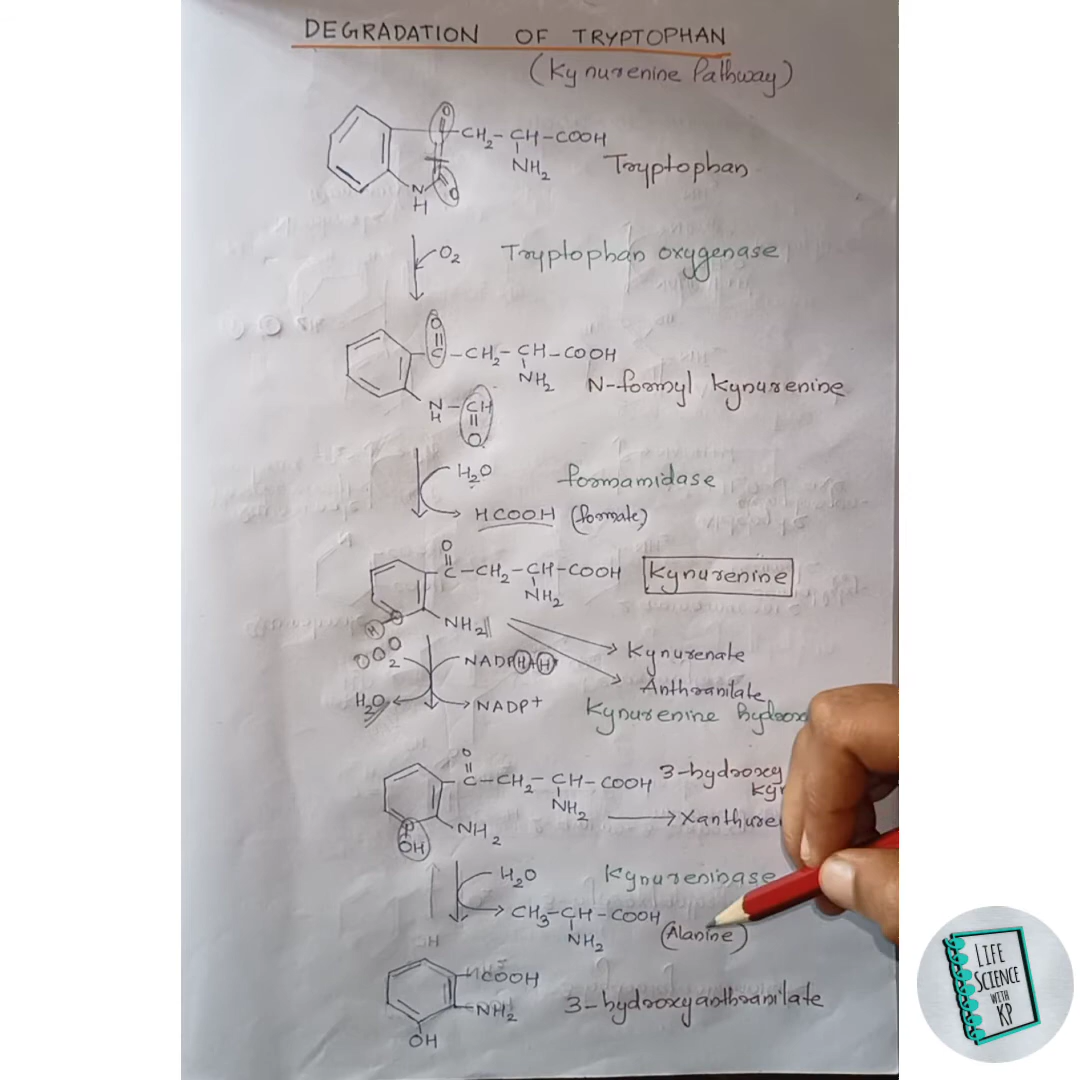 DEGRADATION OF TRYPTOPHAN
(Kynurenine Pathway)
O
CH2-CH-COOH
NH2
Tryptophan
O
N
H
O2 Tryptophan oxygenase
O
C-CH2-CH-COOH
NH2 N-formyl Kynurenine
N-CH
H
O
H2O formamidase
HCOOH (formate)
O
C-CH2-CH-COOH Kynurenine
NH2
H NH2
O2 NADPH+H+ Kynurenate
Anthranilate
H2O NADP+ Kynurenine
O
C-CH2-CH-COOH 3-hydroxy
NH2
NH2
OH
H2O Kynureninase
CH3-CH-COOH
NH2 (Alanine)
COOH
NH2 3-hydroxyanthranilate
OH
LIFE
SCIENCE
WITH
KP